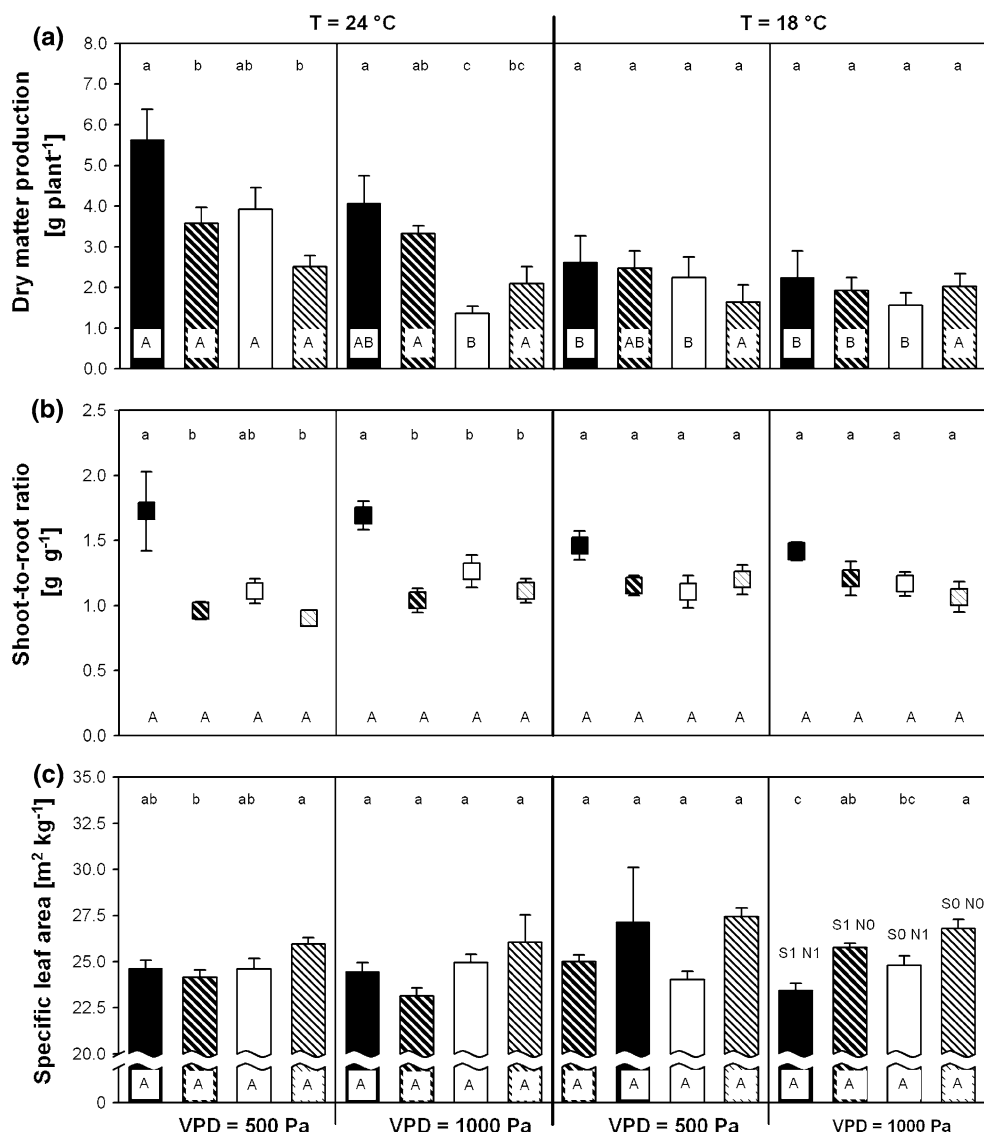 T = 24 °C T = 18 °C
(a)
Dry matter production
[g plant⁻¹]
8.0
7.0
6.0
5.0
4.0
3.0
2.0
1.0
0.0
a b ab b a ab c bc a a a a a a a a
A A A A AB A B A B AB B A B B B A
(b)
Shoot-to-root ratio
[g g⁻¹]
2.5
2.0
1.5
1.0
0.5
0.0
a b ab b a b b b a a a a a a a a
A A A A A A A A A A A A A A A A
(c)
Specific leaf area [m² kg⁻¹]
35.0
32.5
30.0
27.5
25.0
22.5
20.0
0
ab b ab a a a a a a a a a c ab bc a
S1 N1 S1 N0 S0 N1 S0 N0
A A A A A A A A A A A A A A A A
VPD = 500 Pa VPD = 1000 Pa VPD = 500 Pa VPD = 1000 Pa